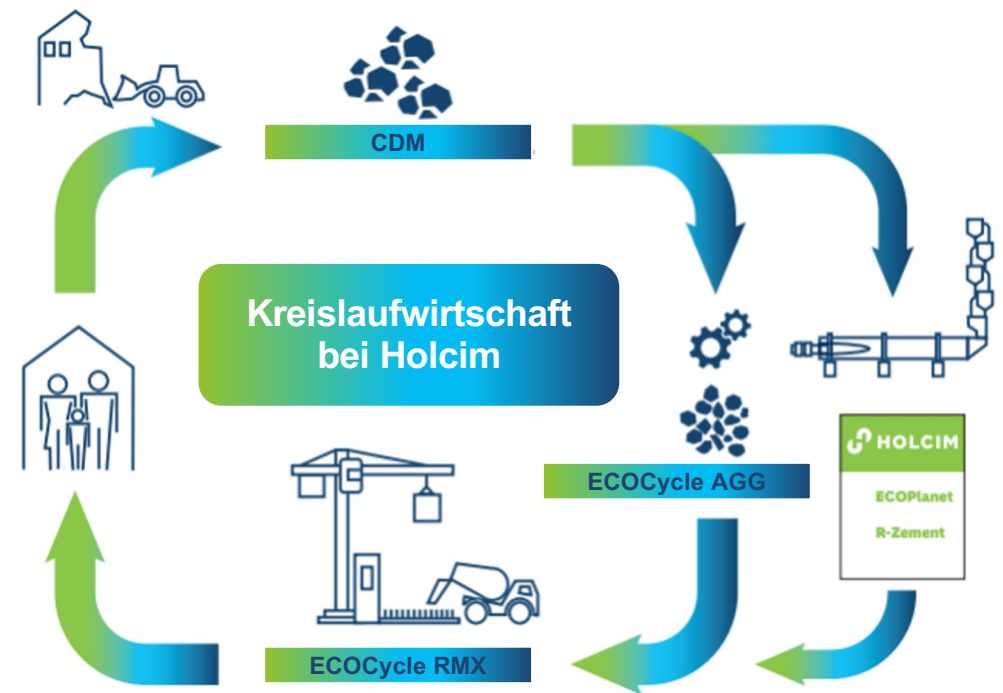 CDM
Kreislaufwirtschaft
bei Holcim
HOLCIM
ECOPlanet
R-Zement
ECOCycle AGG
ECOCycle RMX